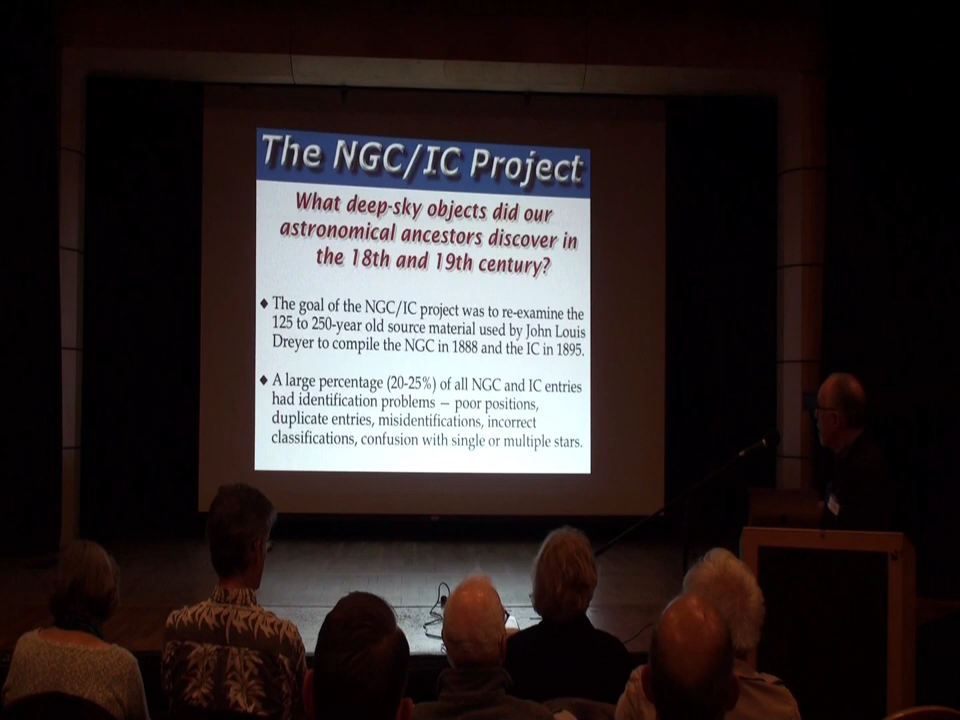 The NGC/IC Project
What deep-sky objects did our
astronomical ancestors discover in
the 18th and 19th century?
♦ The goal of the NGC/IC project was to re-examine the
125 to 250-year old source material used by John Louis
Dreyer to compile the NGC in 1888 and the IC in 1895.
♦ A large percentage (20-25%) of all NGC and IC entries
had identification problems — poor positions,
duplicate entries, misidentifications, incorrect
classifications, confusion with single or multiple stars.